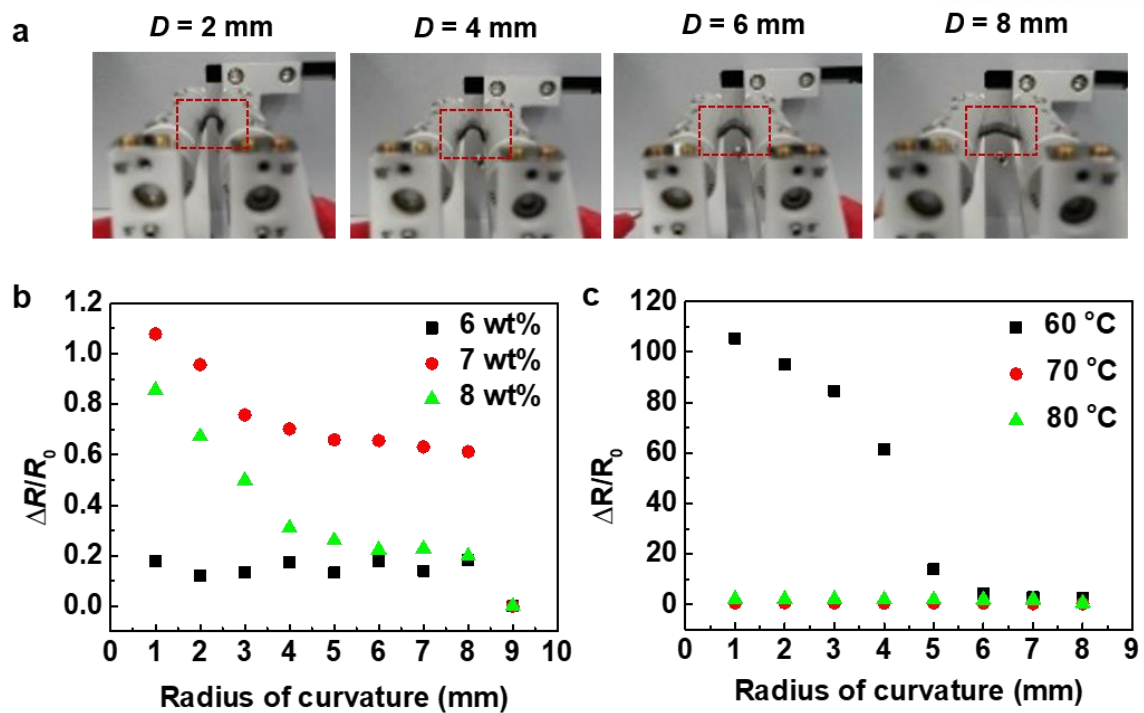 a
D = 2 mm
D = 4 mm
D = 6 mm
D = 8 mm
b
1.2
1.0
0.8
0.6
0.4
0.2
0.0
ΔR/R0
6 wt%
7 wt%
8 wt%
0 1 2 3 4 5 6 7 8 9 10
Radius of curvature (mm)
c
120
100
80
60
40
20
0
ΔR/R0
60 °C
70 °C
80 °C
0 1 2 3 4 5 6 7 8 9
Radius of curvature (mm)